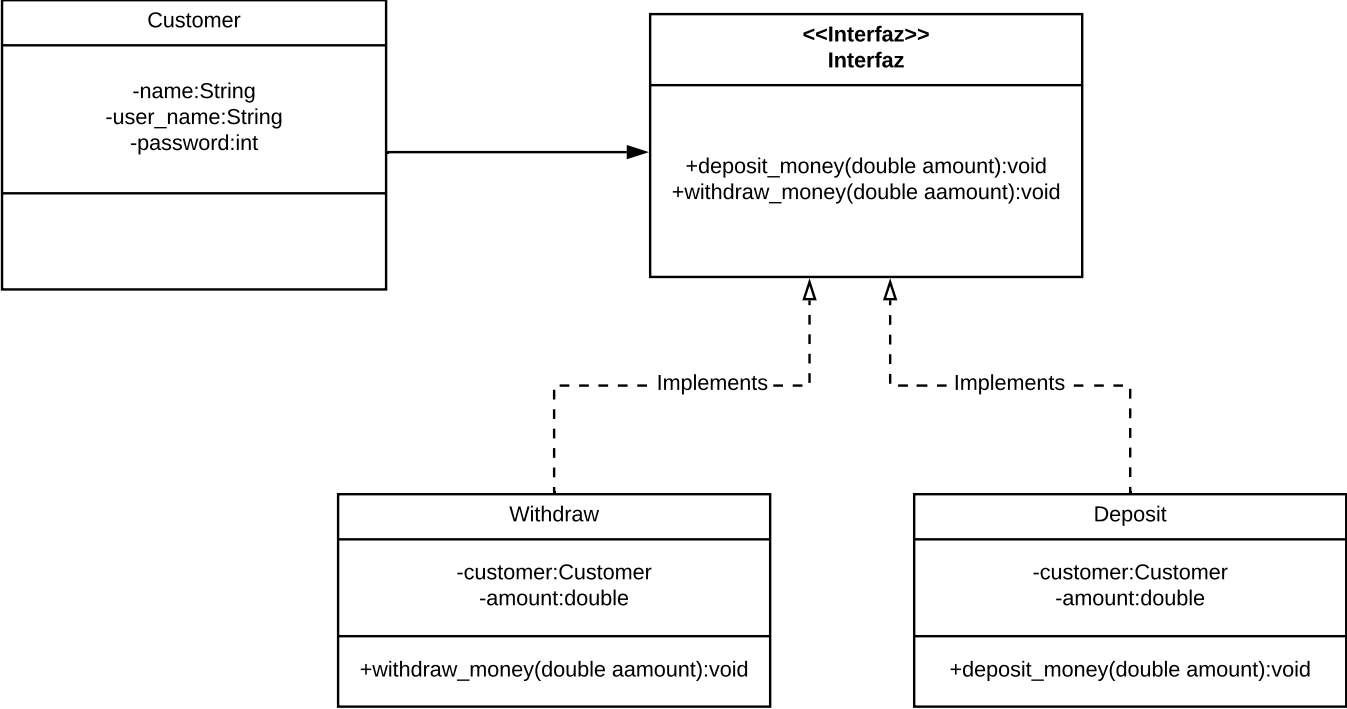 Customer
-name:String
-user_name:String
-password:int
<<Interfaz>>
Interfaz
+deposit_money(double amount):void
+withdraw_money(double aamount):void
Implements
Implements
Withdraw
-customer:Customer
-amount:double
+withdraw_money(double aamount):void
Deposit
-customer:Customer
-amount:double
+deposit_money(double amount):void